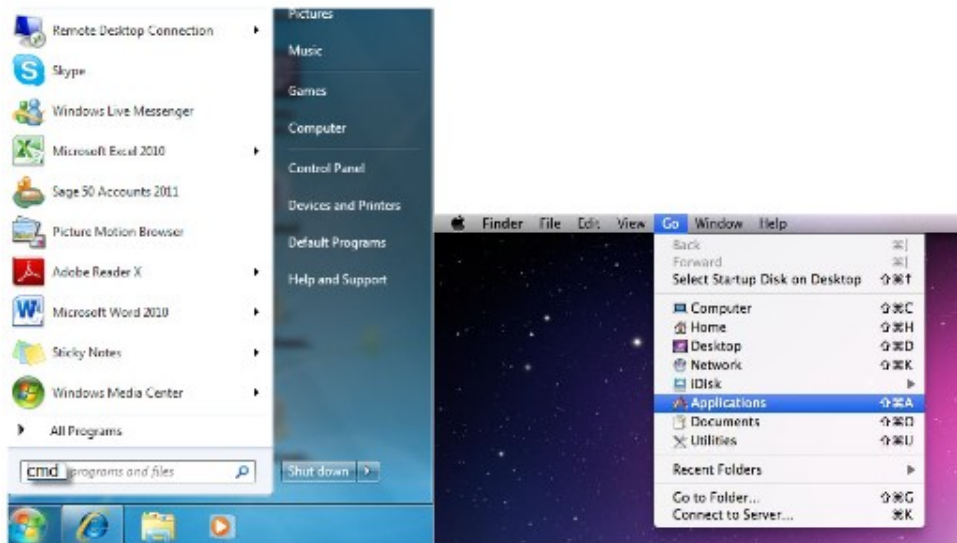 Remote Desktop Connection
Skype
Windows Live Messenger
Microsoft Excel 2010
Sage 50 Accounts 2011
Picture Motion Browser
Adobe Reader X
Microsoft Word 2010
Sticky Notes
Windows Media Center
All Programs
cmd programs and files
Pictures
Music
Games
Computer
Control Panel
Devices and Printers
Default Programs
Help and Support
Shut down
Finder File Edit View Go Window Help
Back ⌘[
Forward ⌘]
Select Startup Disk on Desktop ⇧⌘↑
Computer ⇧⌘C
Home ⇧⌘H
Desktop ⇧⌘D
Network ⇧⌘K
iDisk
Applications ⇧⌘A
Documents ⇧⌘O
Utilities ⇧⌘U
Recent Folders
Go to Folder... ⇧⌘G
Connect to Server... ⌘K